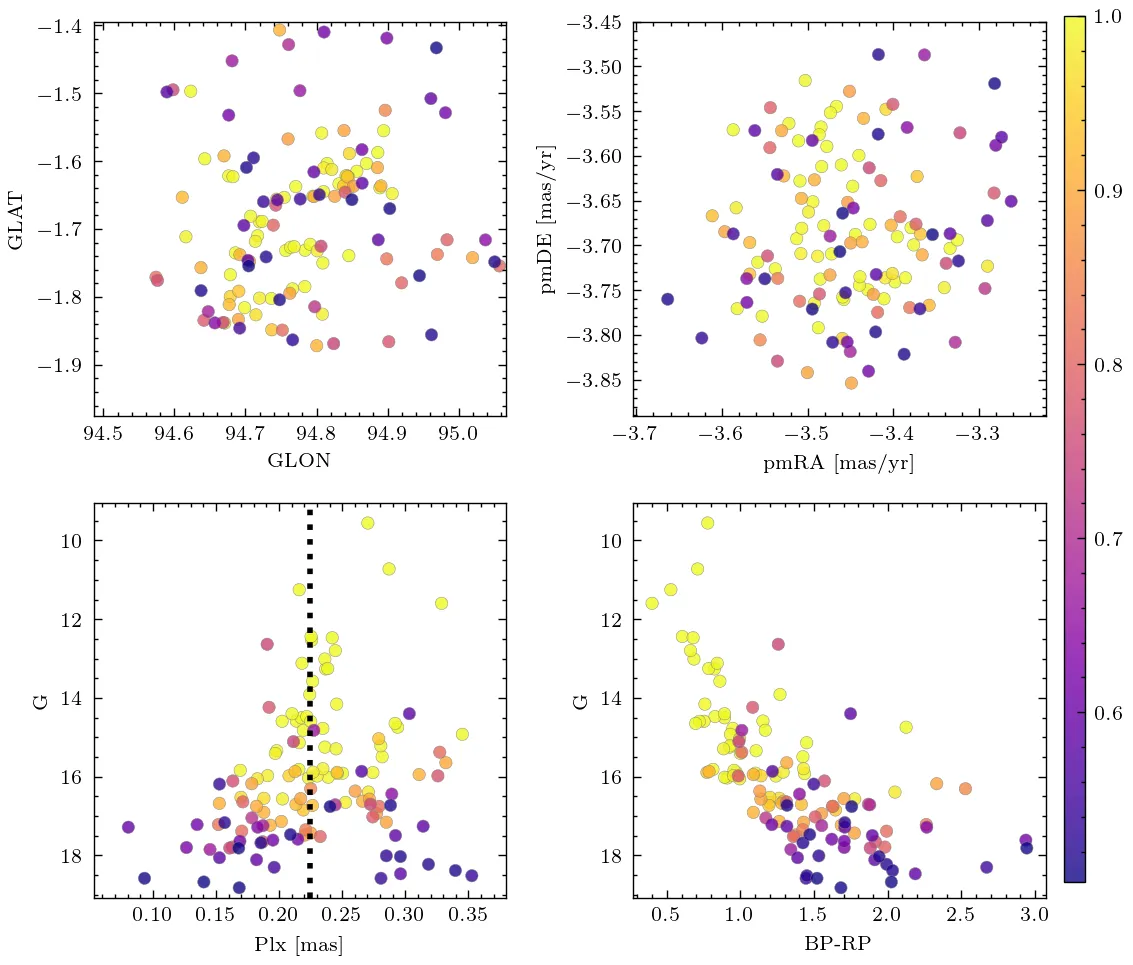 −1.4
−1.5
−1.6
−1.7
−1.8
−1.9
GLAT
94.5 94.6 94.7 94.8 94.9 95.0
GLON
−3.45
−3.50
−3.55
−3.60
−3.65
−3.70
−3.75
−3.80
−3.85
pmDE [mas/yr]
−3.7 −3.6 −3.5 −3.4 −3.3
pmRA [mas/yr]
1.0
0.9
0.8
0.7
0.6
10
12
14
16
18
G
0.10 0.15 0.20 0.25 0.30 0.35
Plx [mas]
10
12
14
16
18
G
0.5 1.0 1.5 2.0 2.5 3.0
BP-RP